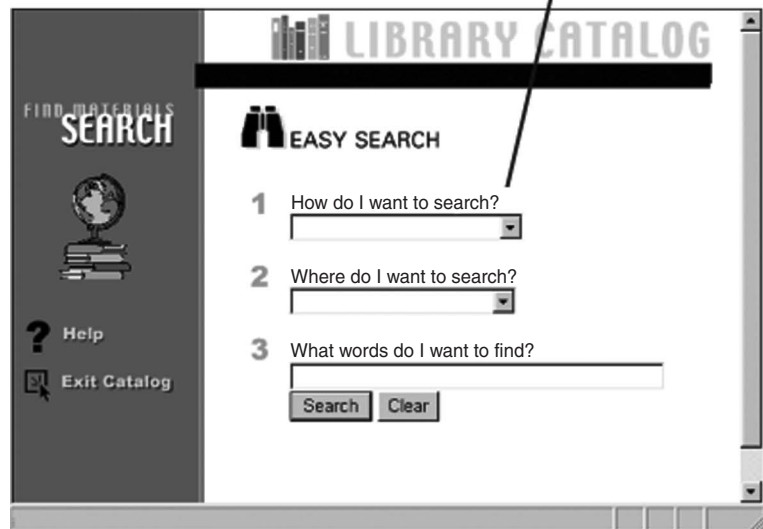 LIBRARY CATALOG
FIND MATERIALS
SEARCH
EASY SEARCH
1 How do I want to search?
2 Where do I want to search?
3 What words do I want to find?
Search Clear
? Help
Exit Catalog